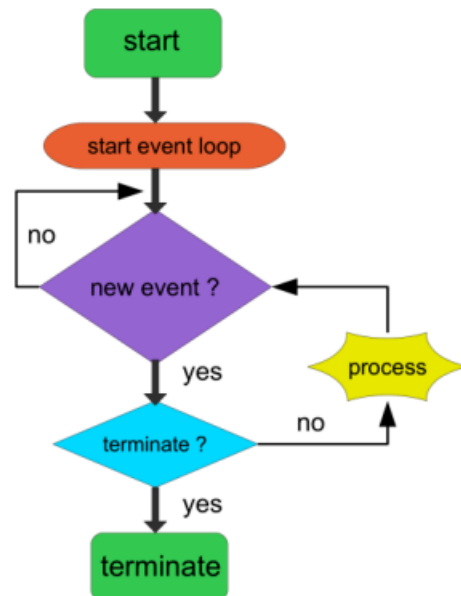 start
start event loop
no
new event ?
yes
process
no
terminate ?
yes
terminate